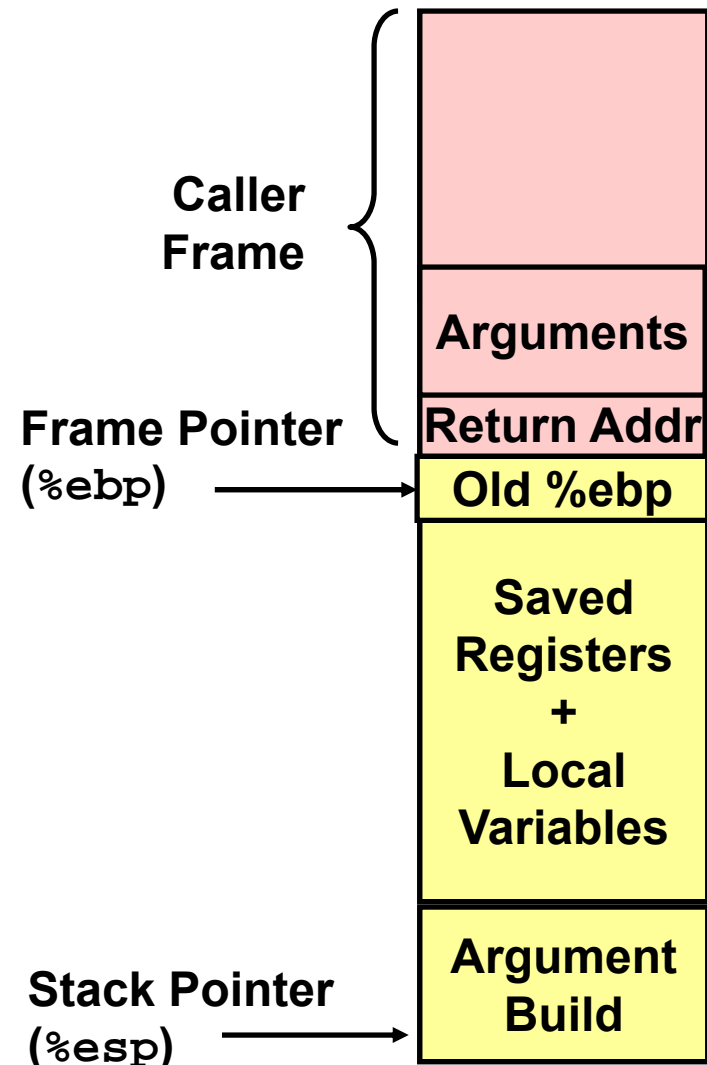 Caller
Frame
Arguments
Return Addr
Frame Pointer
(%ebp)
Old %ebp
Saved
Registers
+
Local
Variables
Argument
Build
Stack Pointer
(%esp)